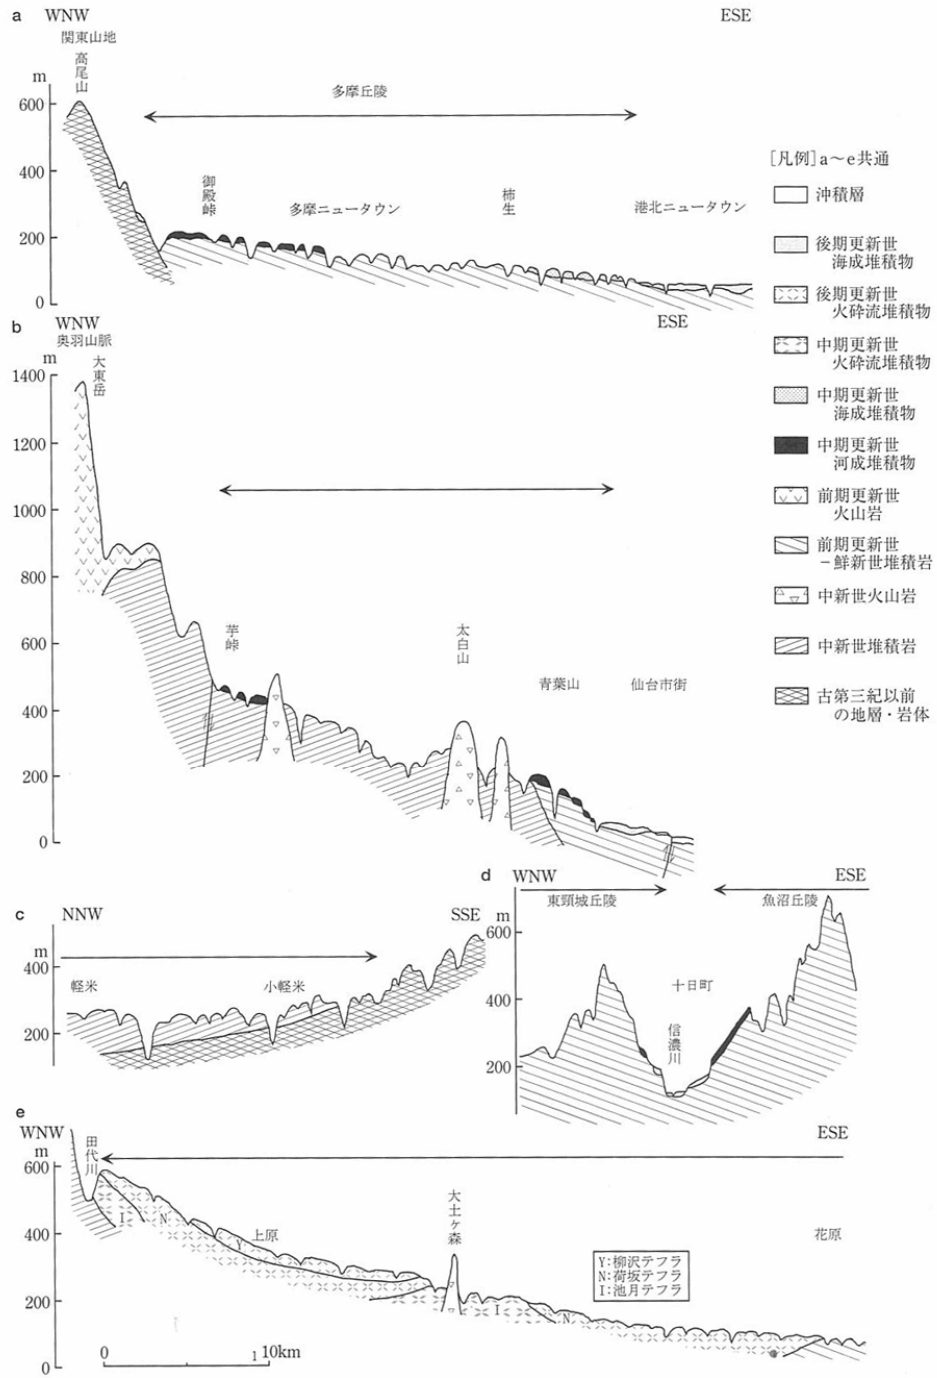 a
WNW
ESE
関東山地
高尾山
m
多摩丘陵
600
400
200
0
御殿峠
多摩ニュータウン
柿生
港北ニュータウン
[凡例]a〜e共通
沖積層
後期更新世
海成堆積物
後期更新世
火砕流堆積物
中期更新世
火砕流堆積物
中期更新世
海成堆積物
中期更新世
河成堆積物
前期更新世
火山岩
前期更新世
−鮮新世堆積岩
中新世火山岩
中新世堆積岩
古第三紀以前
の地層・岩体
b
WNW
ESE
奥羽山脈
大東岳
m
1400
1200
1000
800
600
400
200
0
芋峠
太白山
青葉山
仙台市街
c
NNW
SSE
m
400
200
軽米
小軽米
d
WNW
ESE
東頸城丘陵
魚沼丘陵
m
600
400
200
十日町
信濃川
e
WNW
ESE
m
田代川
600
400
200
0
I
N
Y
上原
大土ヶ森
I
N
花原
Y:柳沢テフラ
N:荷坂テフラ
I:池月テフラ
0
10km